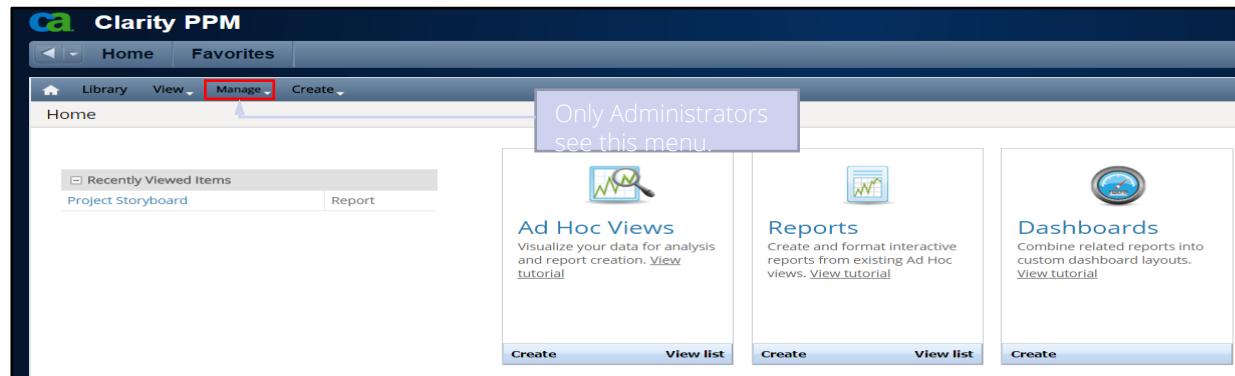 ca Clarity PPM
Home Favorites
Library View Manage Create
Home
Only Administrators
see this menu.
Recently Viewed Items
Project Storyboard Report
Ad Hoc Views
Visualize your data for analysis
and report creation. View
tutorial
Create View list
Reports
Create and format interactive
reports from existing Ad Hoc
views. View tutorial
Create View list
Dashboards
Combine related reports into
custom dashboard layouts.
View tutorial
Create